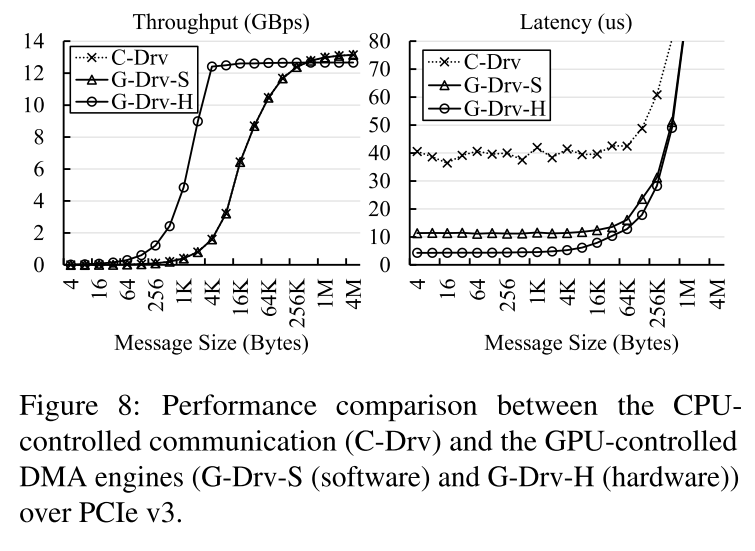 Throughput (GBps)
14
12
10
8
6
4
2
0
C-Drv
G-Drv-S
G-Drv-H
4
16
64
256
1K
4K
16K
64K
256K
1M
4M
Message Size (Bytes)
Latency (us)
80
70
60
50
40
30
20
10
0
C-Drv
G-Drv-S
G-Drv-H
4
16
64
256
1K
4K
16K
64K
256K
1M
4M
Message Size (Bytes)
Figure 8: Performance comparison between the CPU-
controlled communication (C-Drv) and the GPU-controlled
DMA engines (G-Drv-S (software) and G-Drv-H (hardware))
over PCIe v3.